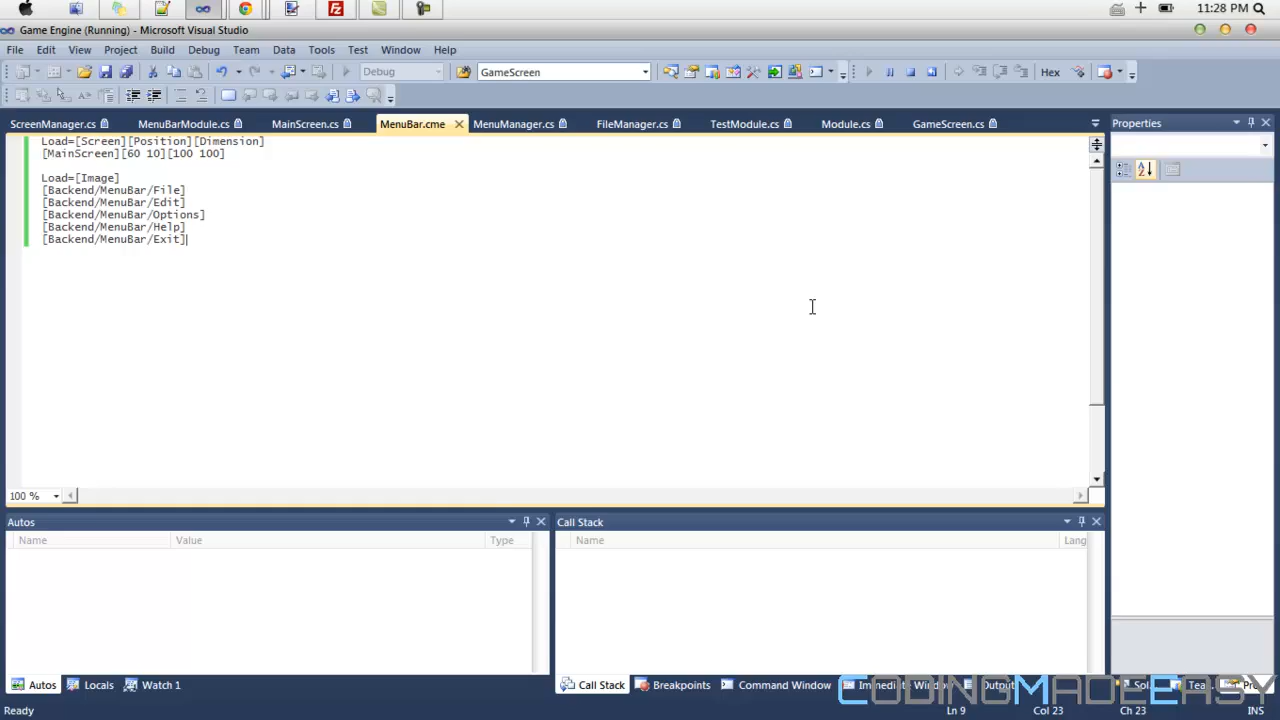 11:28 PM
Game Engine (Running) - Microsoft Visual Studio
File Edit View Project Build Debug Team Data Tools Test Window Help
Debug GameScreen Hex
ScreenManager.cs MenuBarModule.cs MainScreen.cs MenuBar.cme MenuManager.cs FileManager.cs TestModule.cs Module.cs GameScreen.cs Properties
Load=[Screen][Position][Dimension]
[MainScreen][60 10][100 100]
Load=[Image]
[Backend/MenuBar/File]
[Backend/MenuBar/Edit]
[Backend/MenuBar/Options]
[Backend/MenuBar/Help]
[Backend/MenuBar/Exit]
100 %
Autos Call Stack
Name Value Type Name Lang
Autos Locals Watch 1 Call Stack Breakpoints Command Window Immediate Window Output
CODINGMADEEASY
Ready Ln 9 Col 23 Ch 23 INS